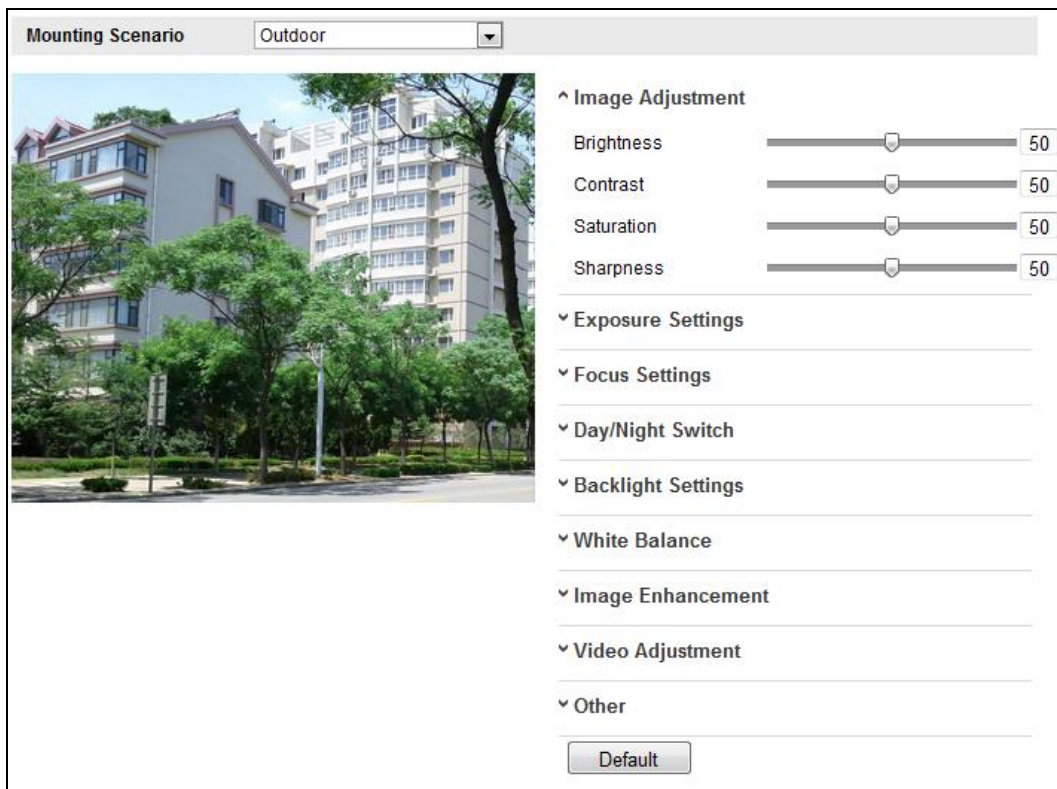 Mounting Scenario Outdoor
Image Adjustment
Brightness 50
Contrast 50
Saturation 50
Sharpness 50
Exposure Settings
Focus Settings
Day/Night Switch
Backlight Settings
White Balance
Image Enhancement
Video Adjustment
Other
Default